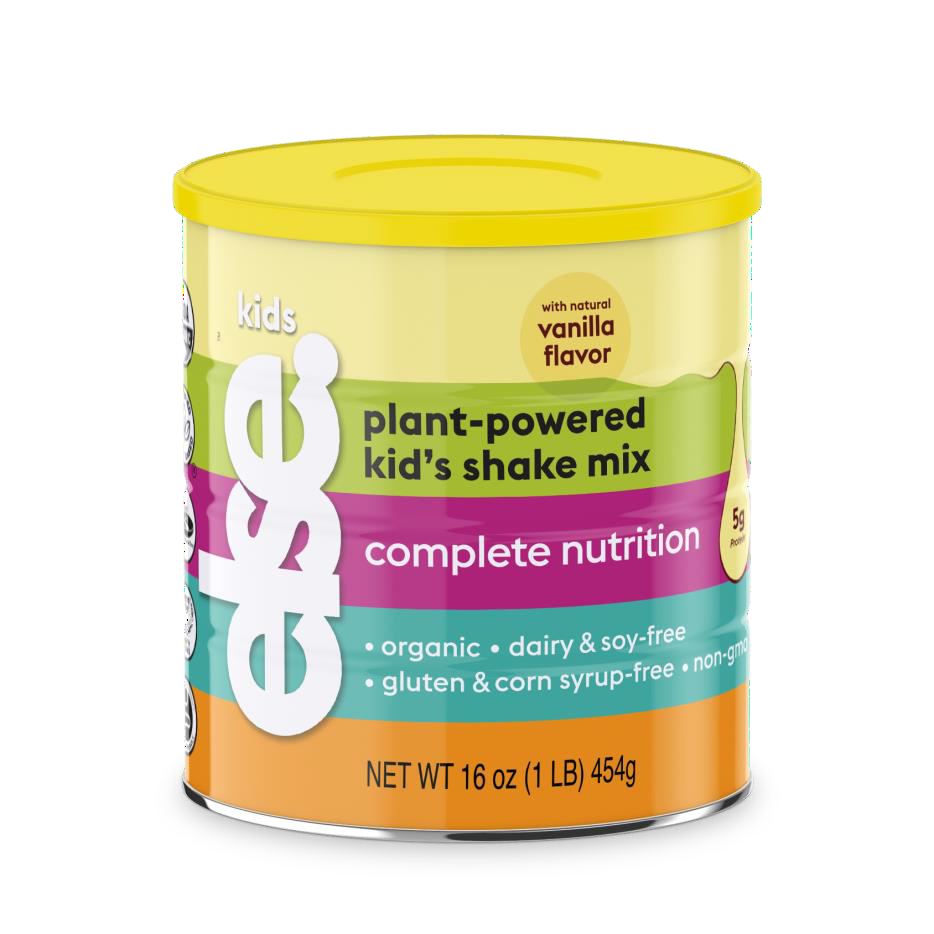 kids
else.
with natural
vanilla
flavor
plant-powered
kid's shake mix
complete nutrition
5g
• organic • dairy & soy-free
• gluten & corn syrup-free • non-gmo
NET WT 16 oz (1 LB) 454g